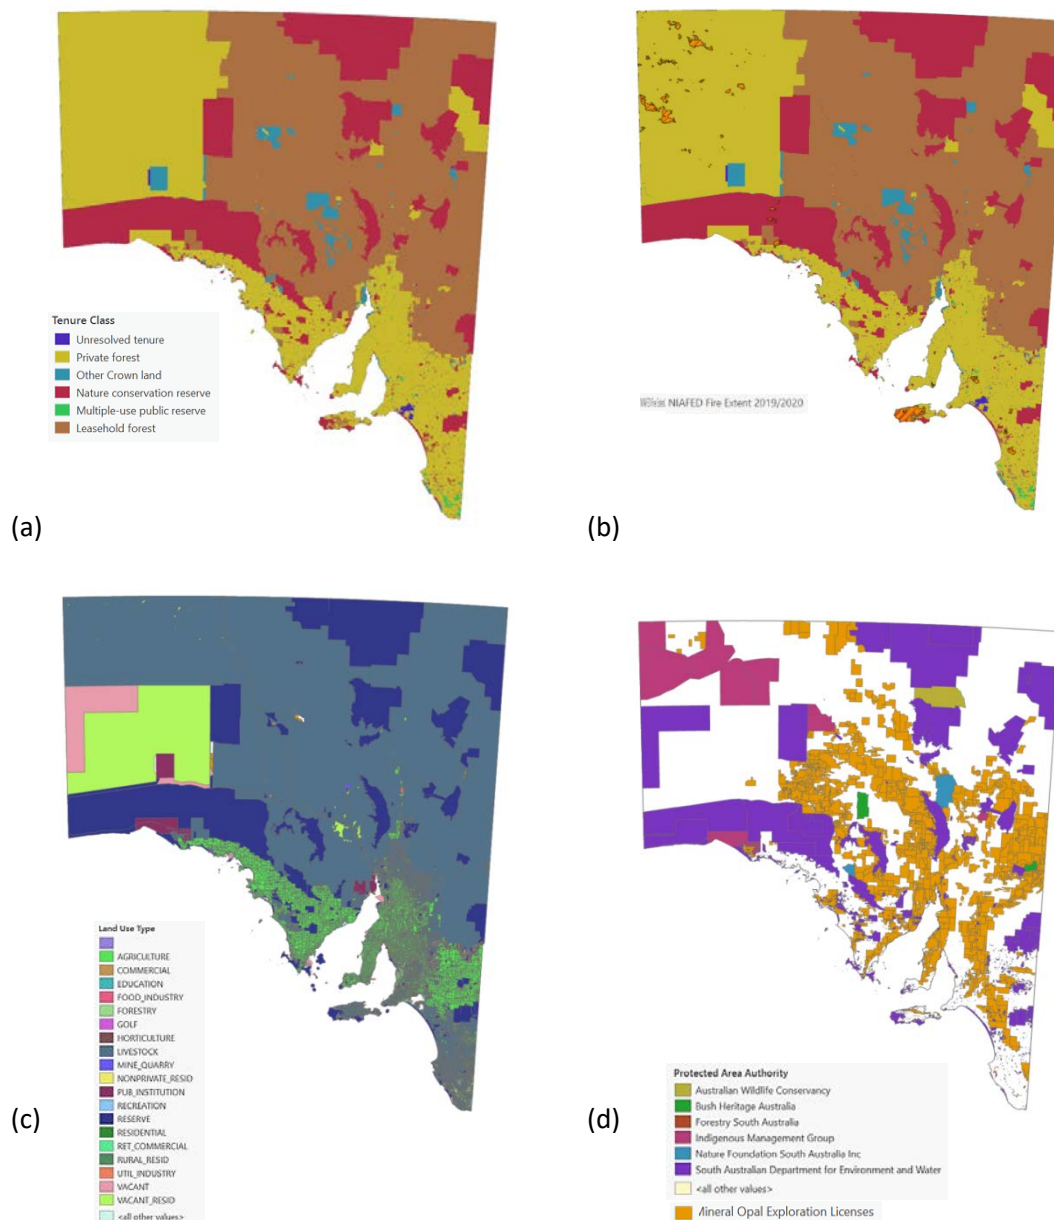 Tenure Class
Unresolved tenure
Private forest
Other Crown land
Nature conservation reserve
Multiple-use public reserve
Leasehold forest
NIAFED Fire Extent 2019/2020
(a)
(b)
Land Use Type
AGRICULTURE
COMMERCIAL
EDUCATION
FOOD_INDUSTRY
FORESTRY
GOLF
HORTICULTURE
LIVESTOCK
MINE_QUARRY
NONPRIVATE_RESID
PUB_INSTITUTION
RECREATION
RESERVE
RESIDENTIAL
RET_COMMERCIAL
RURAL_RESID
UTIL_INDUSTRY
VACANT
VACANT_RESID
<all other values>
(c)
Protected Area Authority
Australian Wildlife Conservancy
Bush Heritage Australia
Forestry South Australia
Indigenous Management Group
Nature Foundation South Australia Inc
South Australian Department for Environment and Water
<all other values>
Mineral Opal Exploration Licenses
(d)